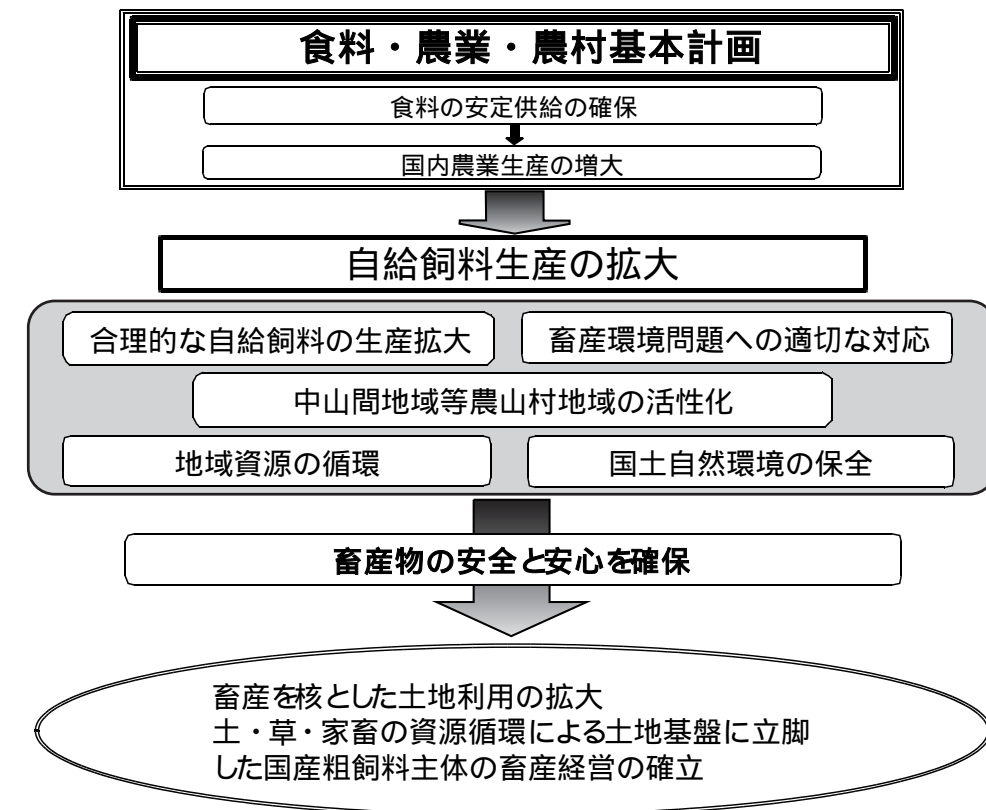 食料・農業・農村基本計画
食料の安定供給の確保
国内農業生産の増大
自給飼料生産の拡大
合理的な自給飼料の生産拡大
畜産環境問題への適切な対応
中山間地域等農山村地域の活性化
地域資源の循環
国土自然環境の保全
畜産物の安全と安心を確保
畜産を核とした土地利用の拡大
土・草・家畜の資源循環による土地基盤に立脚
した国産粗飼料主体の畜産経営の確立